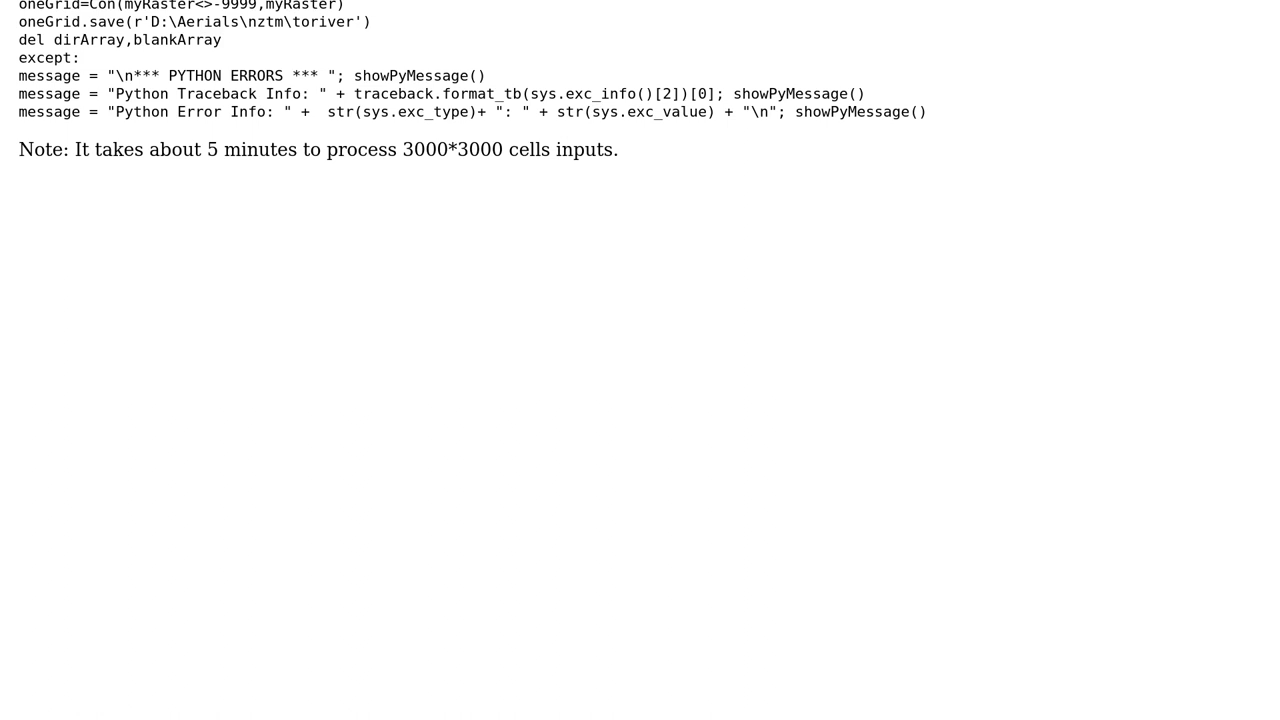 oneGrid=Con(myRaster<>-9999,myRaster)
oneGrid.save(r'D:\Aerials\nztm\toriver')
del dirArray,blankArray
except:
message = "\n*** PYTHON ERRORS *** "; showPyMessage()
message = "Python Traceback Info: " + traceback.format_tb(sys.exc_info()[2])[0]; showPyMessage()
message = "Python Error Info: " +  str(sys.exc_type)+ ": " + str(sys.exc_value) + "\n"; showPyMessage()
Note: It takes about 5 minutes to process 3000*3000 cells inputs.